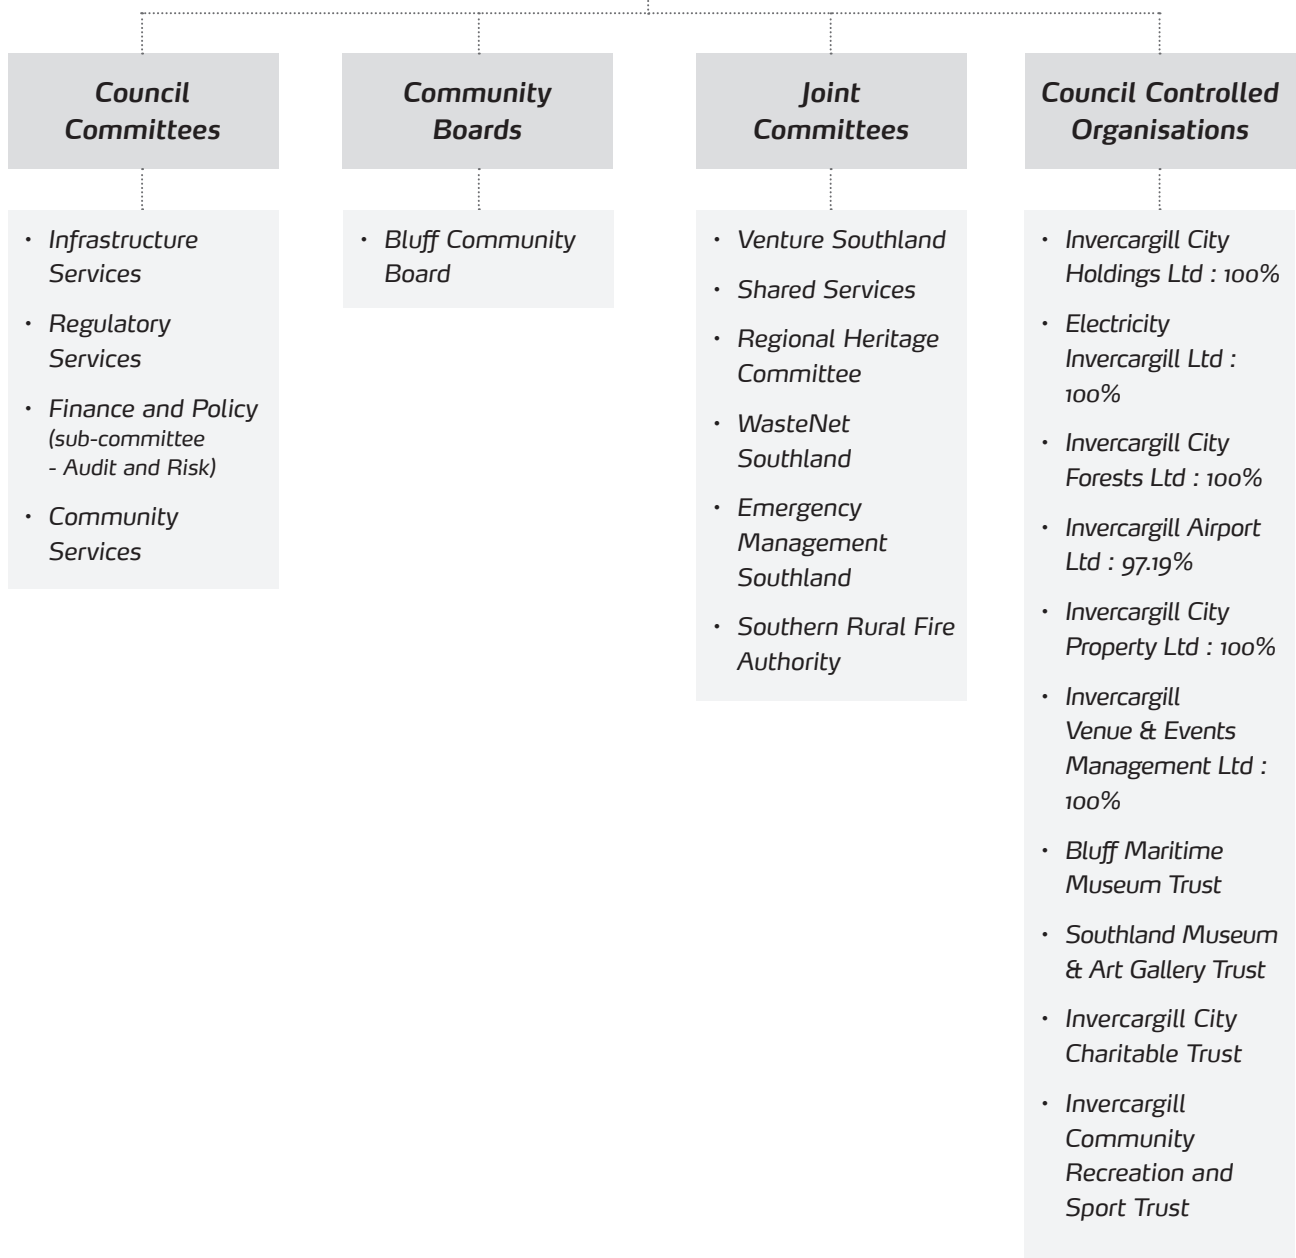 Council
Committees
• Infrastructure
Services
• Regulatory
Services
• Finance and Policy
(sub-committee
- Audit and Risk)
• Community
Services
Community
Boards
• Bluff Community
Board
Joint
Committees
• Venture Southland
• Shared Services
• Regional Heritage
Committee
• WasteNet
Southland
• Emergency
Management
Southland
• Southern Rural Fire
Authority
Council Controlled
Organisations
• Invercargill City
Holdings Ltd : 100%
• Electricity
Invercargill Ltd :
100%
• Invercargill City
Forests Ltd : 100%
• Invercargill Airport
Ltd : 97.19%
• Invercargill City
Property Ltd : 100%
• Invercargill
Venue & Events
Management Ltd :
100%
• Bluff Maritime
Museum Trust
• Southland Museum
& Art Gallery Trust
• Invercargill City
Charitable Trust
• Invercargill
Community
Recreation and
Sport Trust